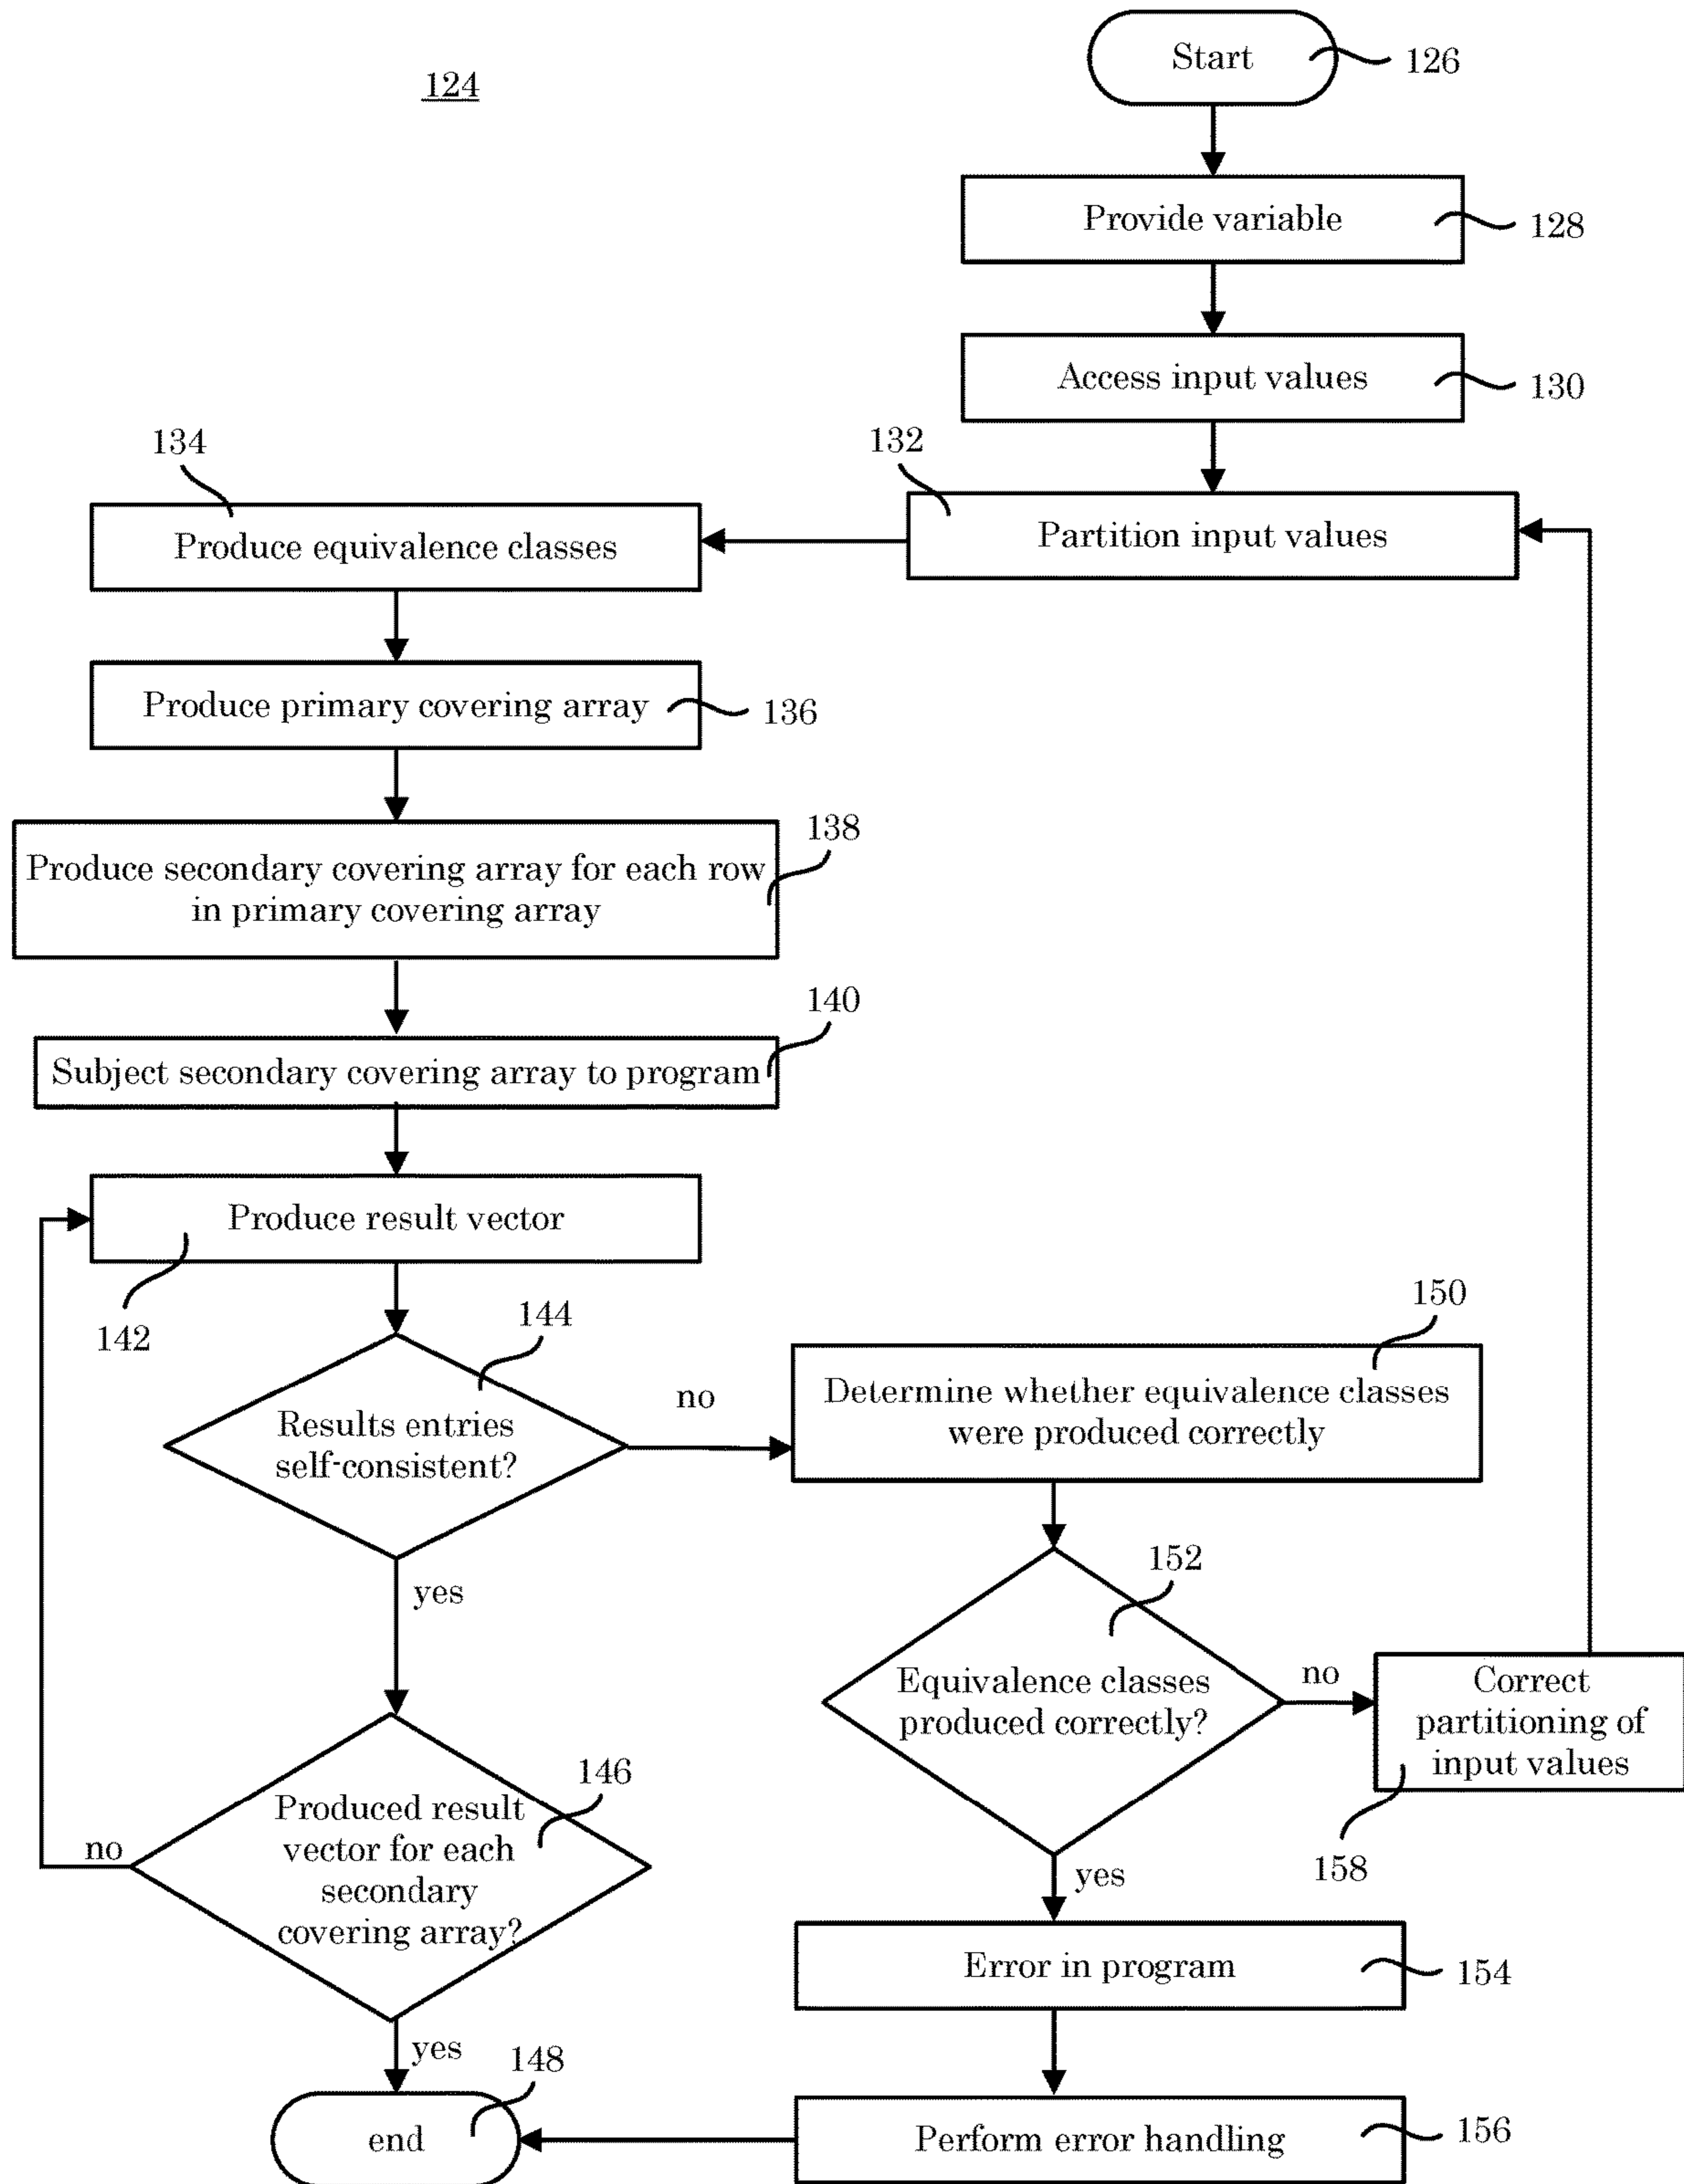 124
Start
126
Provide variable
128
Access input values
130
132
Partition input values
134
Produce equivalence classes
Produce primary covering array
136
138
Produce secondary covering array for each row
in primary covering array
140
Subject secondary covering array to program
Produce result vector
142
144
Results entries
self-consistent?
no
yes
150
Determine whether equivalence classes
were produced correctly
152
Equivalence classes
produced correctly?
no
Correct
partitioning of
input values
158
yes
146
Produced result
vector for each
secondary
covering array?
no
yes
148
end
Error in program
154
Perform error handling
156